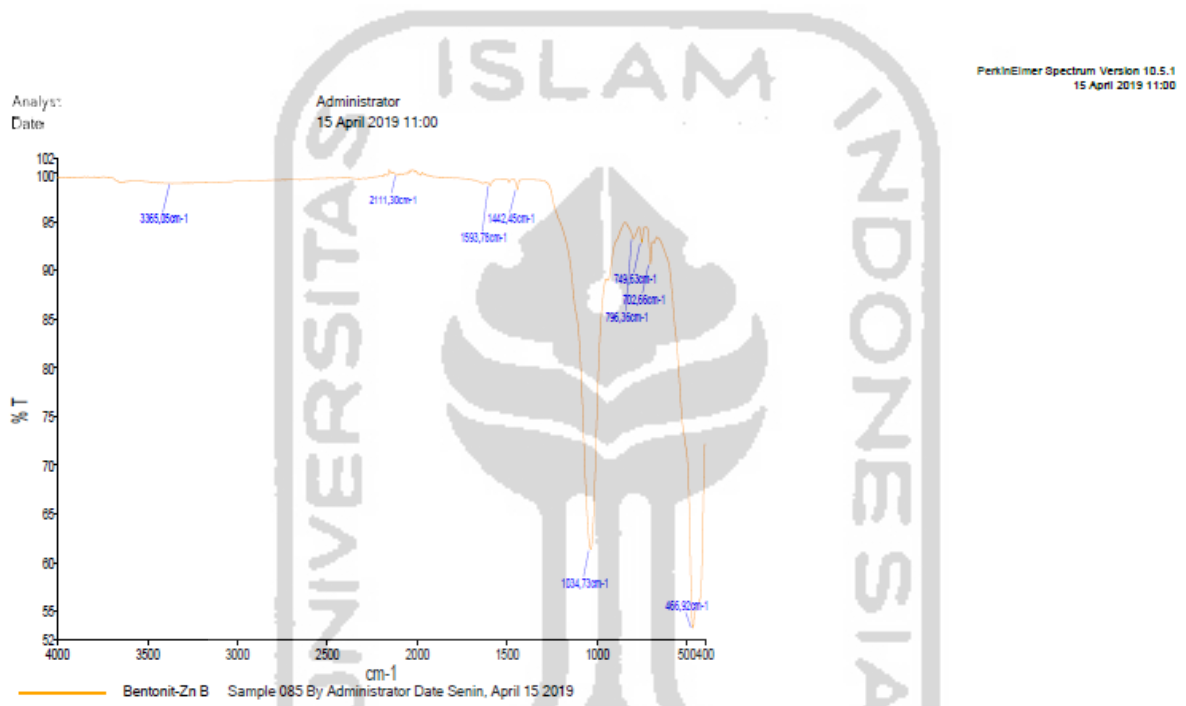 UNIVERSITAS ISLAM INDONESIA
PerkinElmer Spectrum Version 10.5.1
15 April 2019 11:00
Analyst Administrator
Date 15 April 2019 11:00
102
100
95
90
85
80
75
70
65
60
55
52
%T
3365,05cm-1
2111,30cm-1
1593,78cm-1
1442,45cm-1
749,63cm-1
702,66cm-1
796,36cm-1
1034,73cm-1
466,92cm-1
4000 3500 3000 2500 2000 1500 1000 500 400
cm-1
Bentonit-Zn B Sample 085 By Administrator Date Senin, April 15 2019